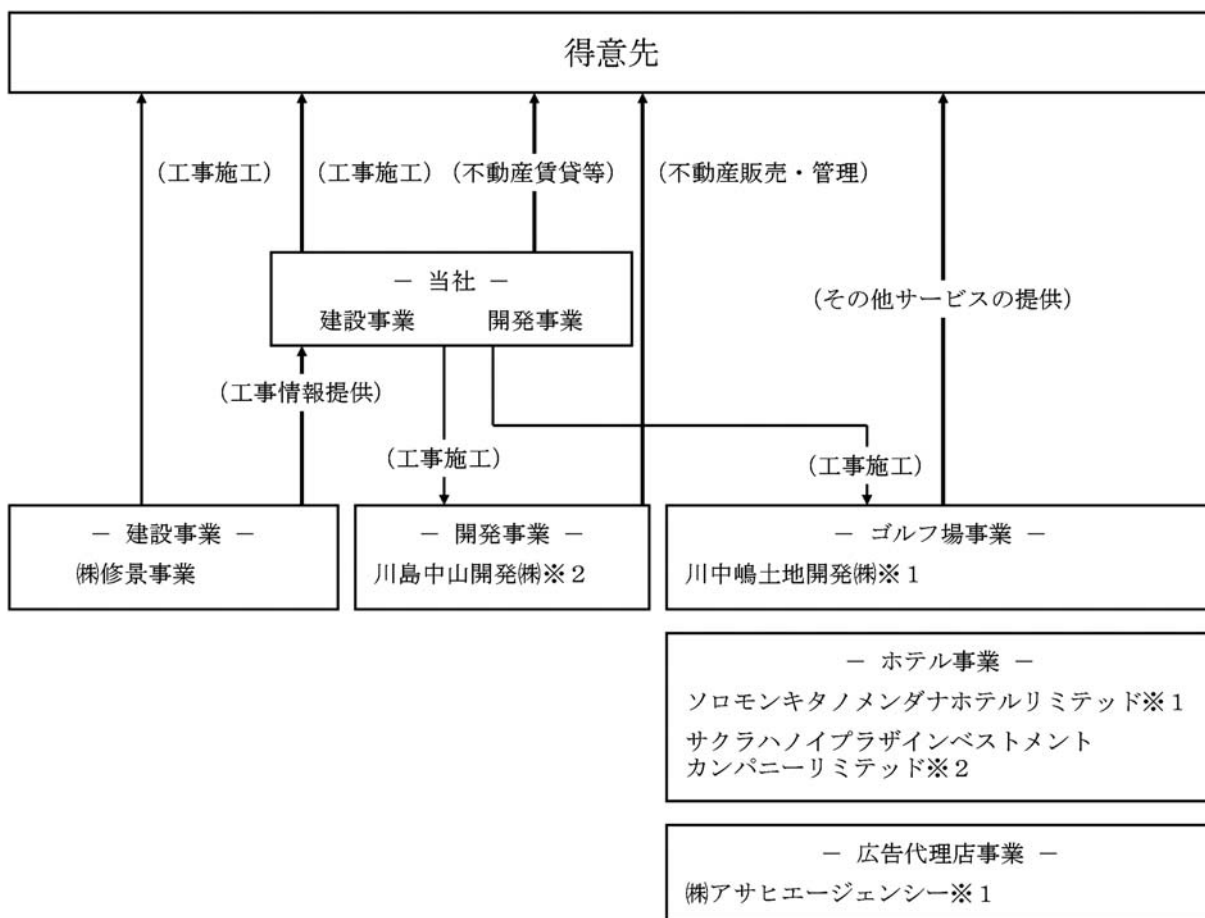 得意先
(工事施工)
(工事施工)
(不動産賃貸等)
(不動産販売・管理)
－ 当社 －
建設事業
開発事業
(その他サービスの提供)
(工事情報提供)
(工事施工)
(工事施工)
－ 建設事業 －
㈱修景事業
－ 開発事業 －
川島中山開発㈱※２
－ ゴルフ場事業 －
川中嶋土地開発㈱※１
－ ホテル事業 －
ソロモンキタノメンダナホテルリミテッド※１
サクラハノイプラザインベストメント
カンパニーリミテッド※２
－ 広告代理店事業 －
㈱アサヒエージェンシー※１